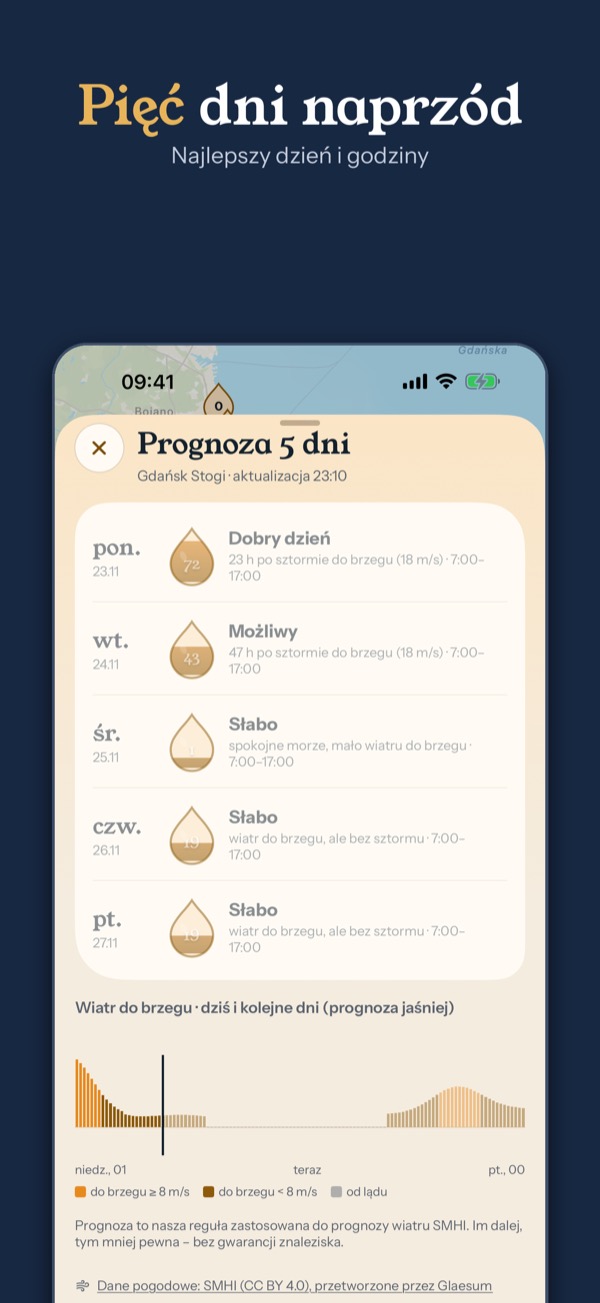 Pięć dni naprzód
Najlepszy dzień i godziny
Gdańska
09:41
Bojano
0
Prognoza 5 dni
Gdańsk Stogi · aktualizacja 23:10
pon.
23.11
72
Dobry dzień
23 h po sztormie do brzegu (18 m/s) · 7:00–
17:00
wt.
24.11
43
Możliwy
47 h po sztormie do brzegu (18 m/s) · 7:00–
17:00
śr.
25.11
Słabo
spokojne morze, mało wiatru do brzegu ·
7:00–17:00
czw.
26.11
19
Słabo
wiatr do brzegu, ale bez sztormu · 7:00–
17:00
pt.
27.11
19
Słabo
wiatr do brzegu, ale bez sztormu · 7:00–
17:00
Wiatr do brzegu · dziś i kolejne dni (prognoza jaśniej)
niedz., 01 teraz pt., 00
do brzegu ≥ 8 m/s do brzegu < 8 m/s od lądu
Prognoza to nasza reguła zastosowana do prognozy wiatru SMHI. Im dalej,
tym mniej pewna – bez gwarancji znaleziska.
Dane pogodowe: SMHI (CC BY 4.0), przetworzone przez Glaesum